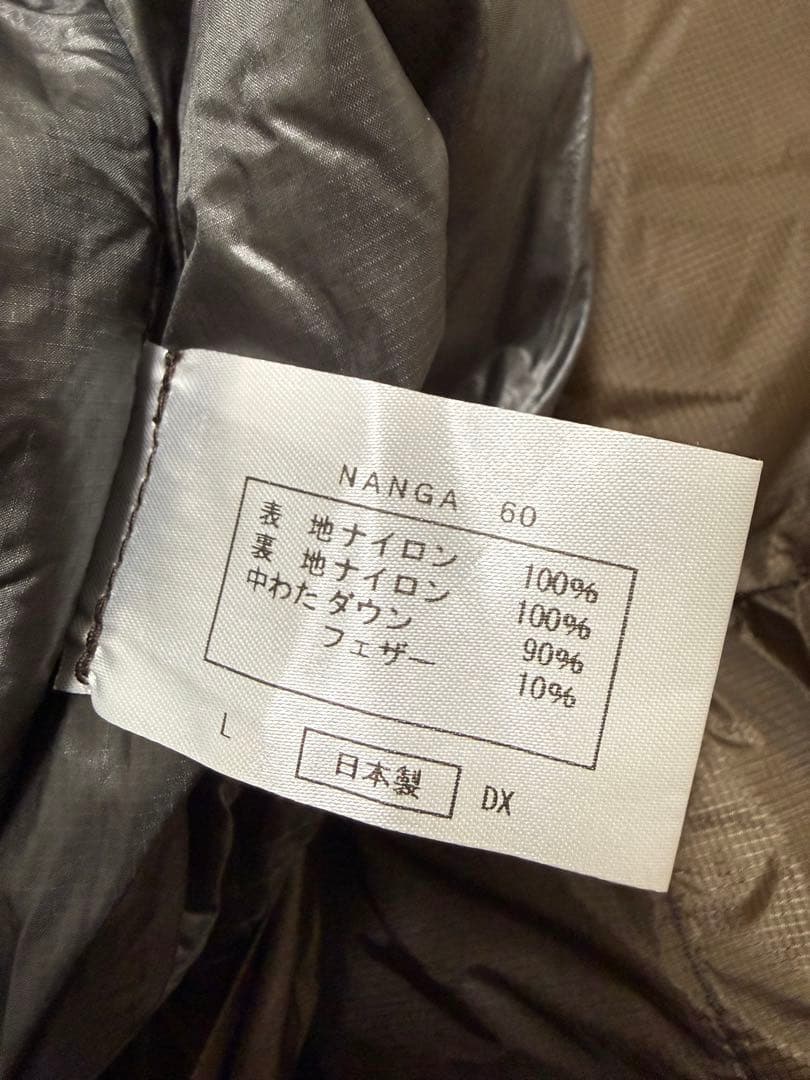 NANGA 60
表 地ナイロン 100%
裏 地ナイロン 100%
中わたダウン 90%
フェザー 10%
L 日本製 DX